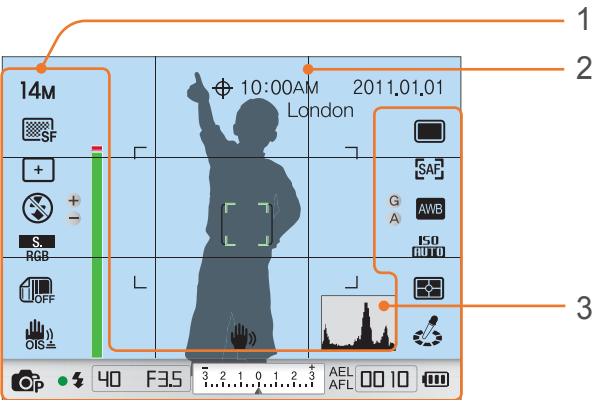 1
2
3
14M
10:00AM
2011.01.01
London
SF
SAF
G
A
AWB
S.
RGB
ISO
AUTO
OFF
OIS
P
40
F3.5
3 2 1 0 1 2 3
AEL
AFL
0010